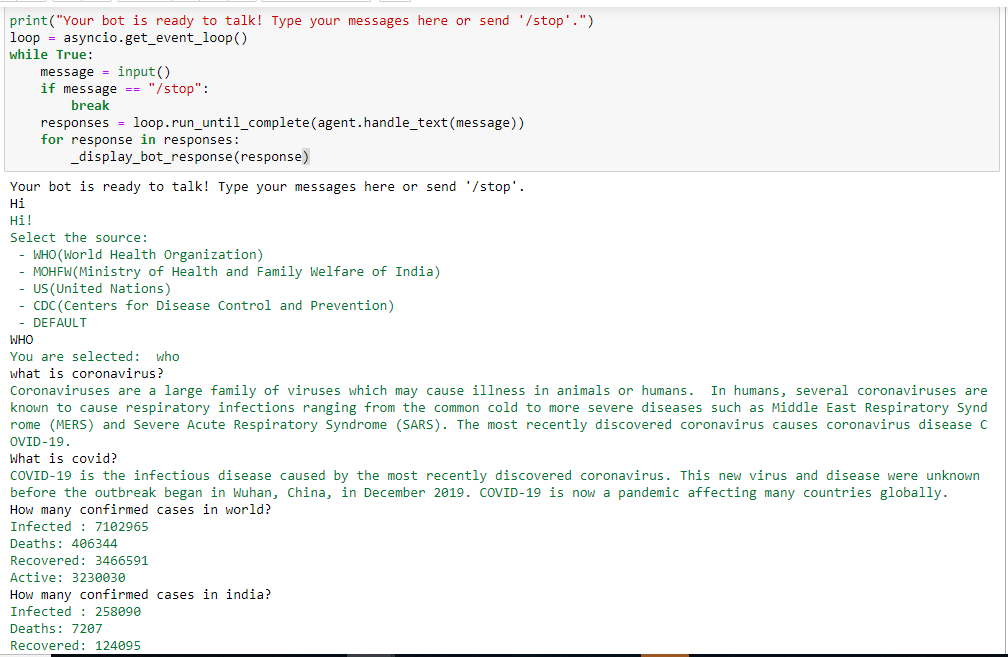 print("Your bot is ready to talk! Type your messages here or send '/stop'.")
loop = asyncio.get_event_loop()
while True:
    message = input()
    if message == "/stop":
        break
    responses = loop.run_until_complete(agent.handle_text(message))
    for response in responses:
        _display_bot_response(response)
Your bot is ready to talk! Type your messages here or send '/stop'.
Hi
Hi!
Select the source:
 - WHO(World Health Organization)
 - MOHFW(Ministry of Health and Family Welfare of India)
 - US(United Nations)
 - CDC(Centers for Disease Control and Prevention)
 - DEFAULT
WHO
You are selected:  who
what is coronavirus?
Coronaviruses are a large family of viruses which may cause illness in animals or humans.  In humans, several coronaviruses are
known to cause respiratory infections ranging from the common cold to more severe diseases such as Middle East Respiratory Synd
rome (MERS) and Severe Acute Respiratory Syndrome (SARS). The most recently discovered coronavirus causes coronavirus disease C
OVID-19.
What is covid?
COVID-19 is the infectious disease caused by the most recently discovered coronavirus. This new virus and disease were unknown
before the outbreak began in Wuhan, China, in December 2019. COVID-19 is now a pandemic affecting many countries globally.
How many confirmed cases in world?
Infected : 7102965
Deaths: 406344
Recovered: 3466591
Active: 3230030
How many confirmed cases in india?
Infected : 258090
Deaths: 7207
Recovered: 124095